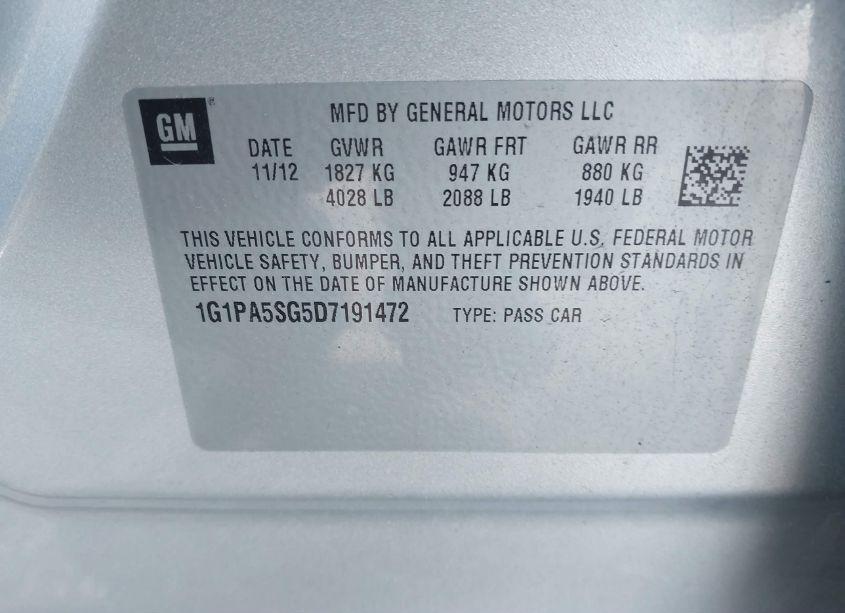 GM
MFD BY GENERAL MOTORS LLC
DATE GVWR GAWR FRT GAWR RR
11/12 1827 KG 947 KG 880 KG
4028 LB 2088 LB 1940 LB
THIS VEHICLE CONFORMS TO ALL APPLICABLE U.S. FEDERAL MOTOR
VEHICLE SAFETY, BUMPER, AND THEFT PREVENTION STANDARDS IN
EFFECT ON THE DATE OF MANUFACTURE SHOWN ABOVE.
1G1PA5SG5D7191472 TYPE: PASS CAR